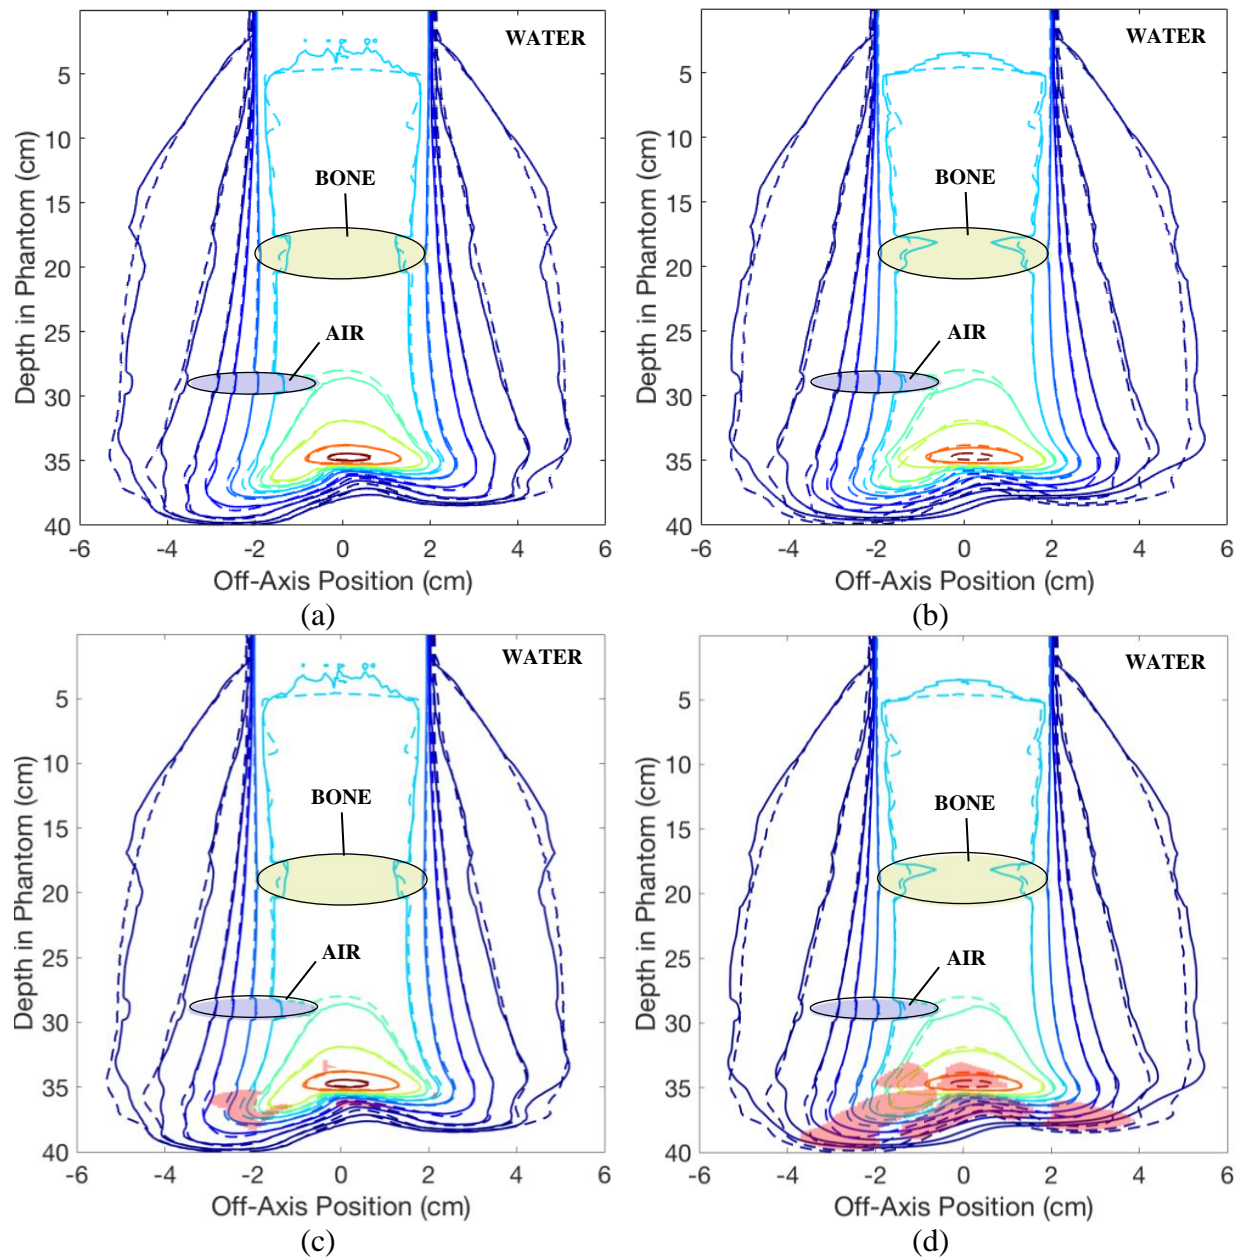 WATER
BONE
AIR
5
10
15
20
25
30
35
40
-6
-4
-2
0
2
4
6
Depth in Phantom (cm)
Off-Axis Position (cm)
(a)
WATER
BONE
AIR
5
10
15
20
25
30
35
40
-6
-4
-2
0
2
4
6
Depth in Phantom (cm)
Off-Axis Position (cm)
(b)
WATER
BONE
AIR
5
10
15
20
25
30
35
40
-6
-4
-2
0
2
4
6
Depth in Phantom (cm)
Off-Axis Position (cm)
(c)
WATER
BONE
AIR
5
10
15
20
25
30
35
40
-6
-4
-2
0
2
4
6
Depth in Phantom (cm)
Off-Axis Position (cm)
(d)